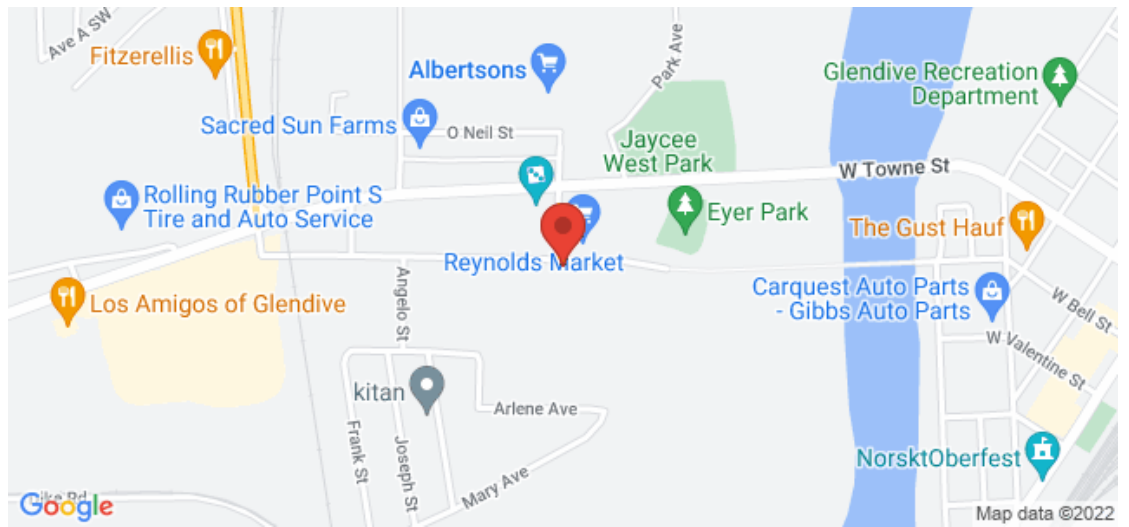 Ave A SW
Fitzerellis
Albertsons
Park Ave
Glendive Recreation
Department
Sacred Sun Farms
O Neil St
Jaycee
West Park
W Towne St
Rolling Rubber Point S
Tire and Auto Service
Eyer Park
The Gust Hauf
Reynolds Market
Angelo St
Los Amigos of Glendive
Carquest Auto Parts
- Gibbs Auto Parts
W Bell St
W Valentine St
kitan
Arlene Ave
Frank St
Joseph St
Mary Ave
NorsktOberfest
Google
Map data ©2022